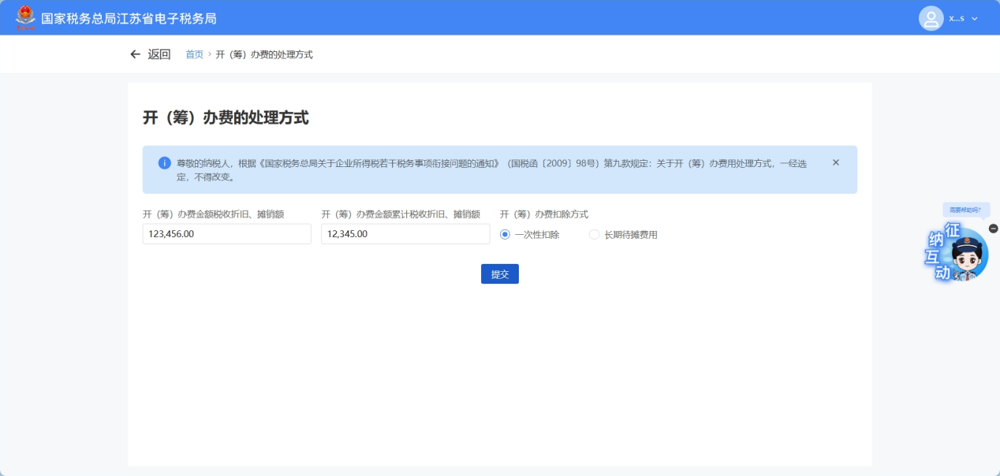 国家税务总局江苏省电子税务局
x...s
返回 首页 › 开（筹）办费的处理方式
开（筹）办费的处理方式
尊敬的纳税人，根据《国家税务总局关于企业所得税若干税务事项衔接问题的通知》（国税函〔2009〕98号）第九款规定：关于开（筹）办费用处理方式，一经选
定，不得改变。
开（筹）办费金额税收折旧、摊销额
开（筹）办费金额累计税收折旧、摊销额
开（筹）办费扣除方式
123,456.00
12,345.00
一次性扣除
长期待摊费用
提交
需要帮助吗?
征
纳
互
动